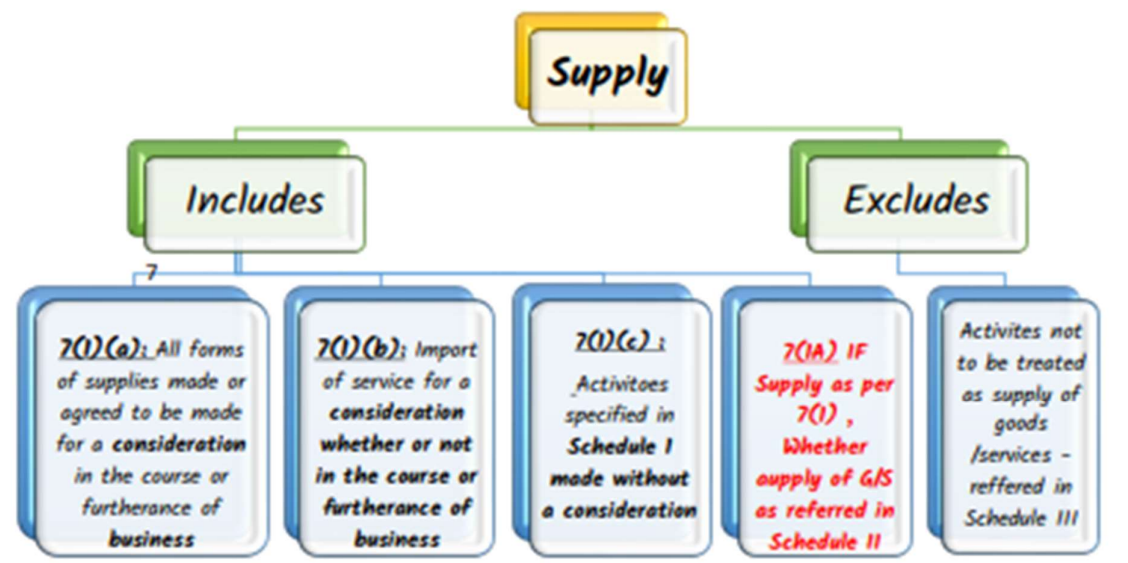 Supply
Includes
Excludes
7
7(1)(a): All forms
of supplies made or
agreed to be made
for a consideration
in the course or
furtherance of
business
7(1)(b): Import
of service for a
consideration
whether or not
in the course or
furtherance of
business
7(1)(c) :
Activitoes
specified in
Schedule I
made without
a consideration
7(1A) IF
Supply as per
7(1) ,
Whether
aupply of G/S
as referred in
Schedule II
Activites not
to be treated
as supply of
goods
/services -
reffered in
Schedule III